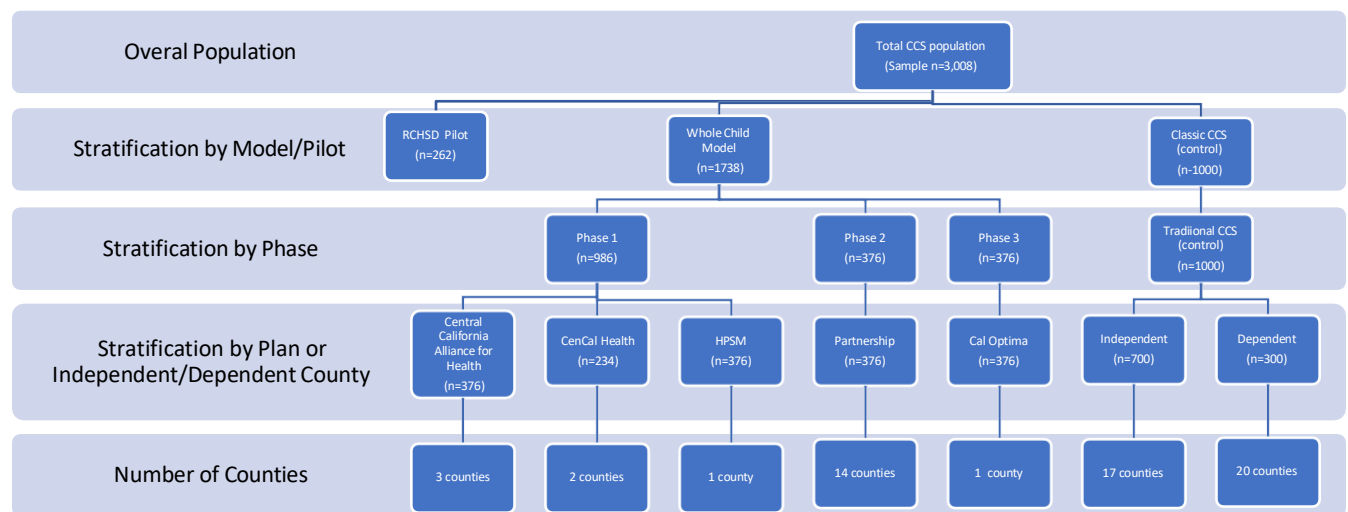 Overal Population
Total CCS population
(Sample n=3,008)
Stratification by Model/Pilot
RCHSD Pilot
(n=262)
Whole Child
Model
(n=1738)
Classic CCS
(control)
(n-1000)
Stratification by Phase
Phase 1
(n=986)
Phase 2
(n=376)
Phase 3
(n=376)
Tradiional CCS
(control)
(n=1000)
Stratification by Plan or
Independent/Dependent County
Central
California
Alliance for
Health
(n=376)
CenCal Health
(n=234)
HPSM
(n=376)
Partnership
(n=376)
Cal Optima
(n=376)
Independent
(n=700)
Dependent
(n=300)
Number of Counties
3 counties
2 counties
1 county
14 counties
1 county
17 counties
20 counties